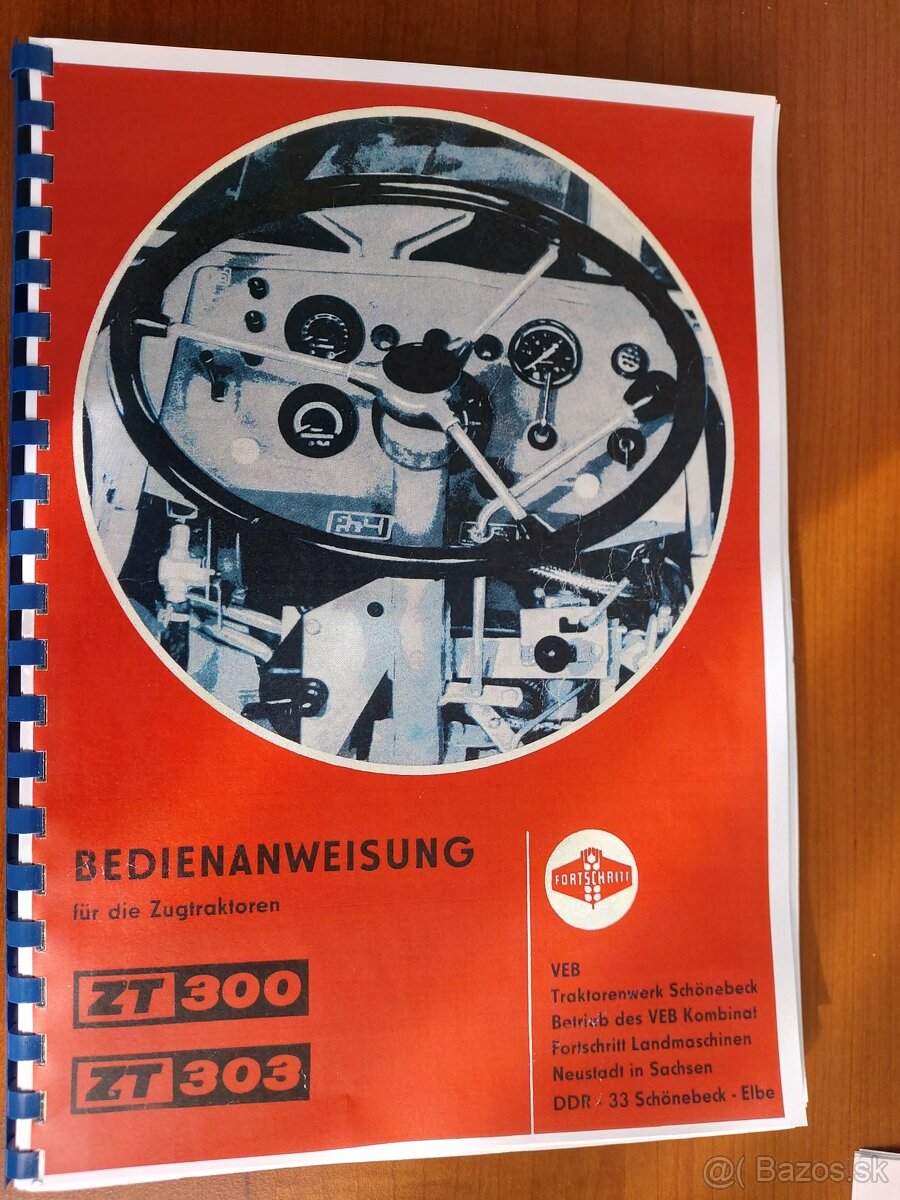 BEDIENANWEISUNG
für die Zugtraktoren
ZT 300
ZT 303
FORTSCHRITT
VEB
Traktorenwerk Schönebeck
Betrieb des VEB Kombinat
Fortschritt Landmaschinen
Neustadt in Sachsen
DDR - 33 Schönebeck - Elbe
@( Bazos.sk